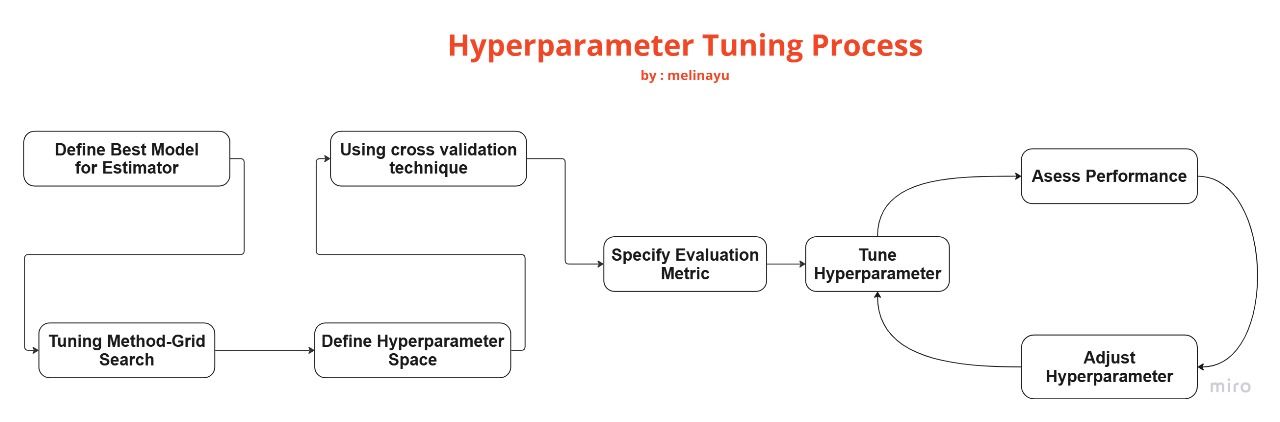 Hyperparameter Tuning Process
by : melinayu
Define Best Model
for Estimator
Tuning Method-Grid
Search
Define Hyperparameter
Space
Using cross validation
technique
Specify Evaluation
Metric
Tune
Hyperparameter
Asess Performance
Adjust
Hyperparameter
miro